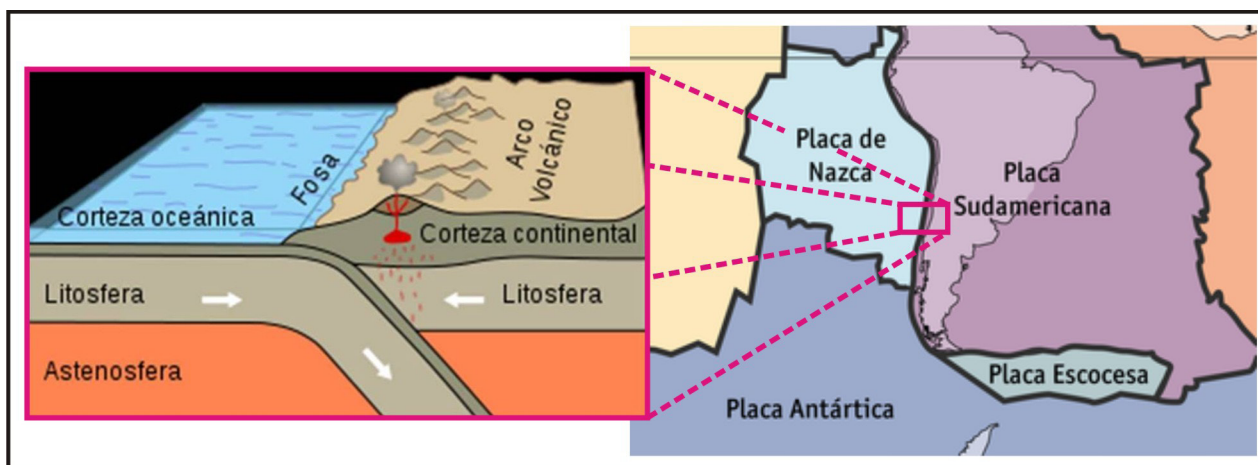 Fosa
Arco
Volcánico
Corteza oceánica
Corteza continental
Litosfera
Litosfera
Astenosfera
Placa de
Nazca
Placa
Sudamericana
Placa Escocesa
Placa Antártica